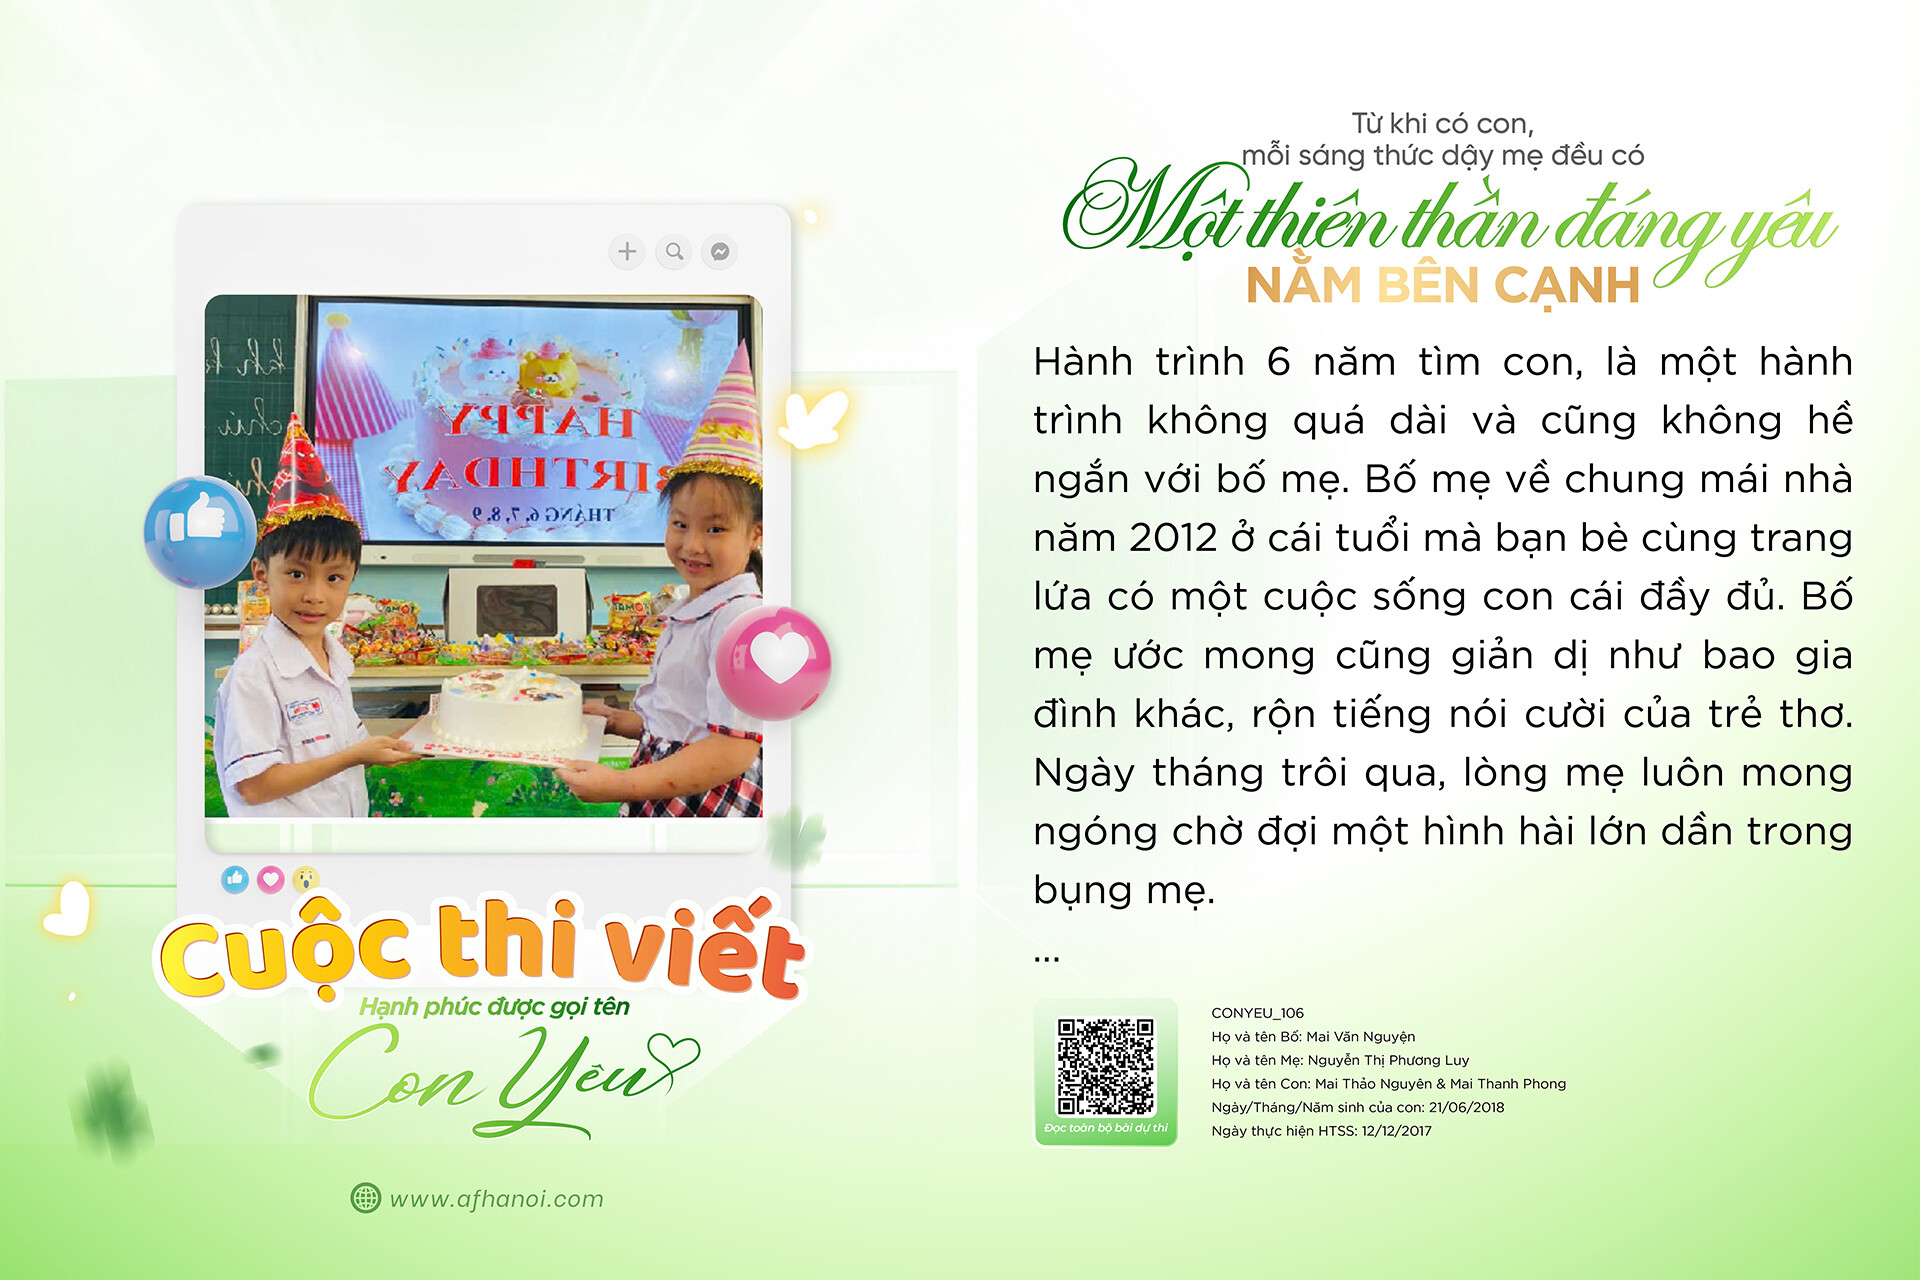 HAPPY
BIRTHDAY
THÁNG 6,7,8,9
Cuộc thi viết
Hạnh phúc được gọi tên
Con Yêu
www.afhanoi.com
Từ khi có con,
mỗi sáng thức dậy mẹ đều có
Một thiên thần đáng yêu
NẰM BÊN CẠNH
Hành trình 6 năm tìm con, là một hành
trình không quá dài và cũng không hề
ngắn với bố mẹ. Bố mẹ về chung mái nhà
năm 2012 ở cái tuổi mà bạn bè cùng trang
lứa có một cuộc sống con cái đầy đủ. Bố
mẹ ước mong cũng giản dị như bao gia
đình khác, rộn tiếng nói cười của trẻ thơ.
Ngày tháng trôi qua, lòng mẹ luôn mong
ngóng chờ đợi một hình hài lớn dần trong
bụng mẹ.
...
Đọc toàn bộ bài dự thi
CONYEU_106
Họ và tên Bố: Mai Văn Nguyện
Họ và tên Mẹ: Nguyễn Thị Phương Luy
Họ và tên Con: Mai Thảo Nguyên & Mai Thanh Phong
Ngày/Tháng/Năm sinh của con: 21/06/2018
Ngày thực hiện HTSS: 12/12/2017